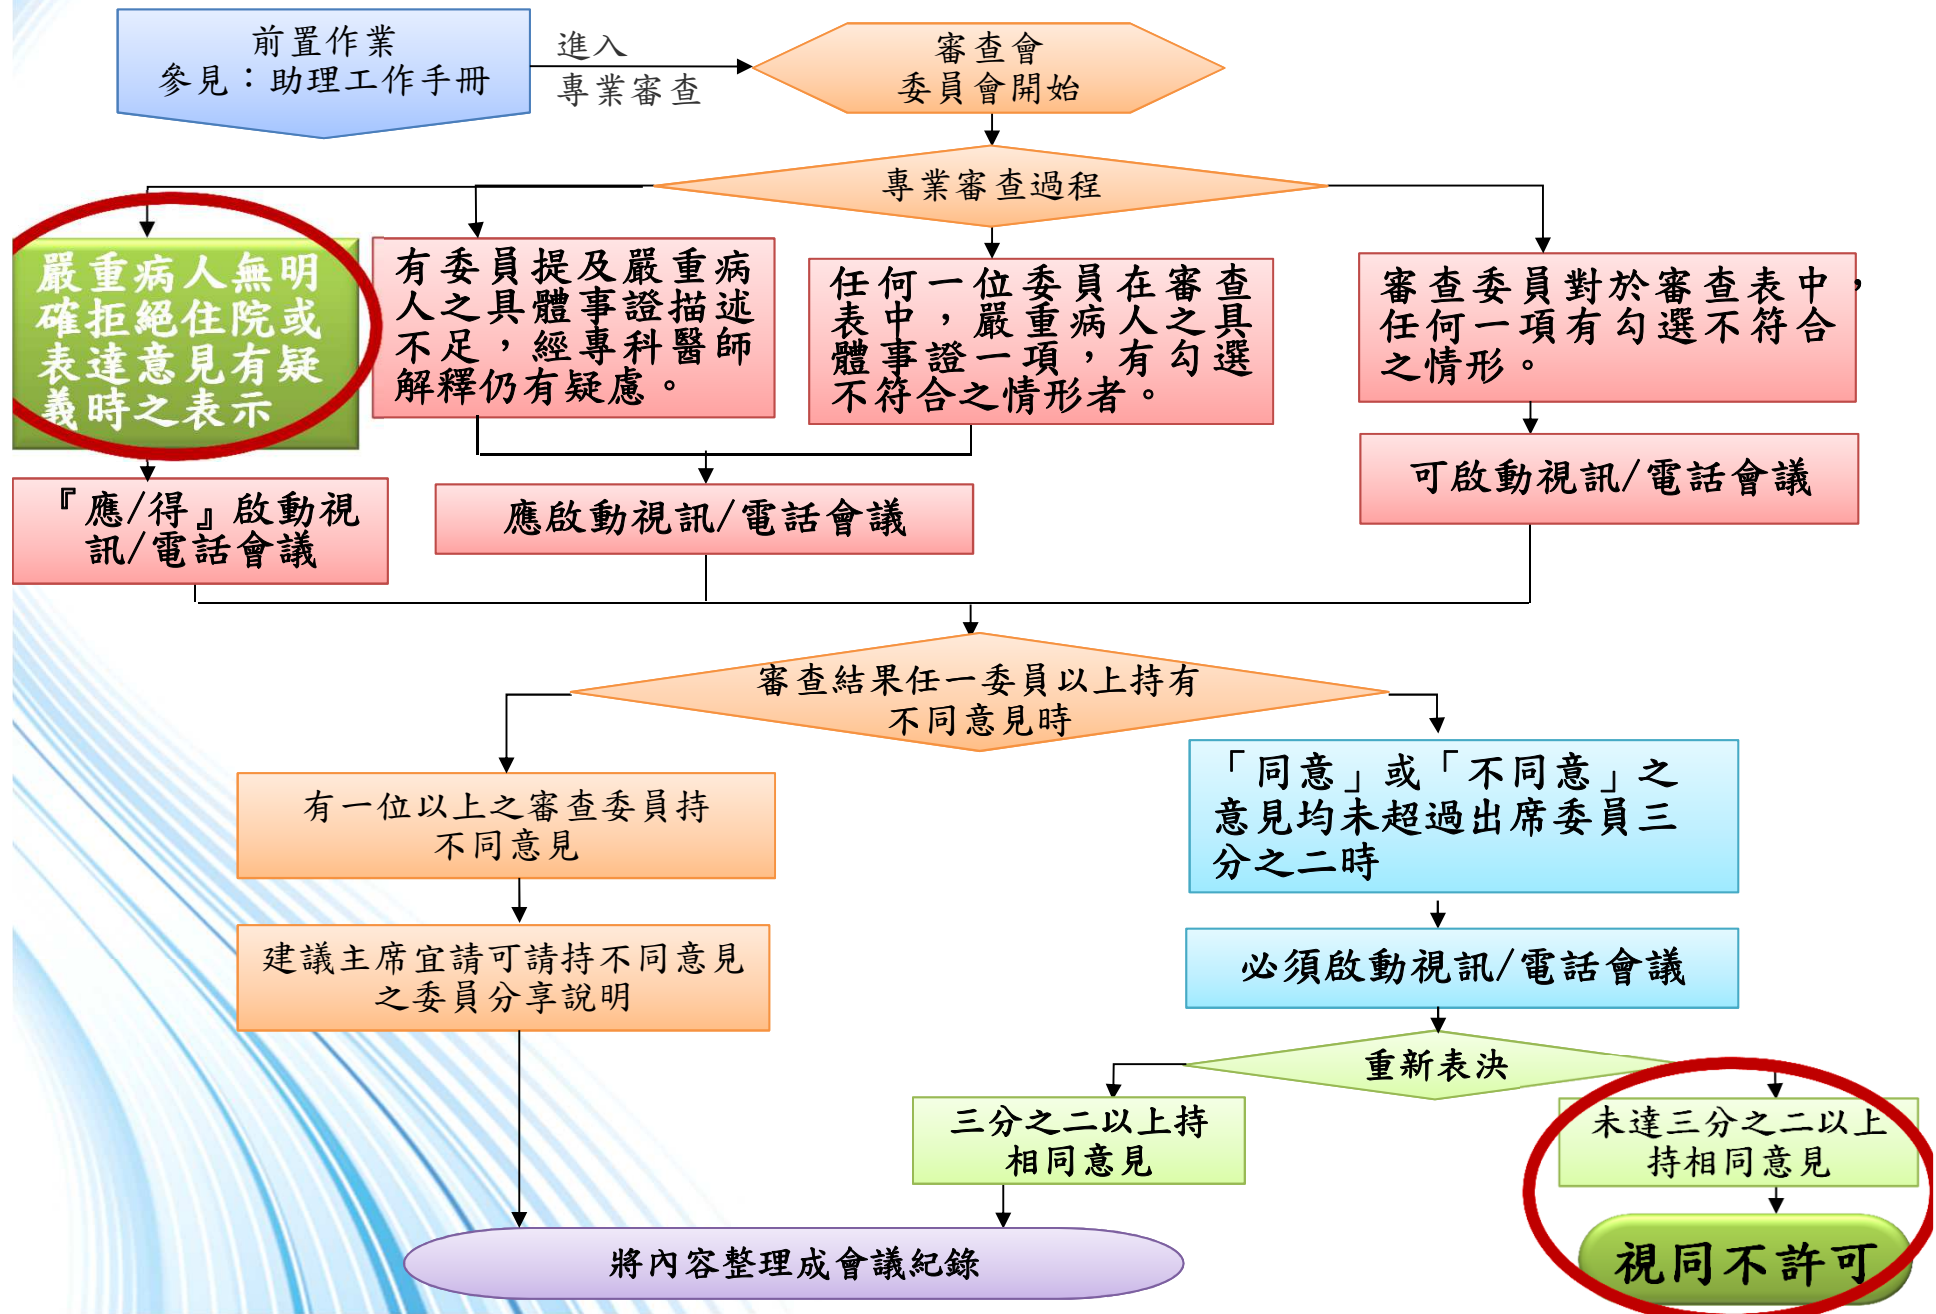 前置作業
參見：助理工作手冊
進入
專業審查
審查會
委員會開始
專業審查過程
嚴重病人無明
確拒絕住院或
表達意見有疑
義時之表示
有委員提及嚴重病
人之具體事證描述
不足，經專科醫師
解釋仍有疑慮。
任何一位委員在審查
表中，嚴重病人之具
體事證一項，有勾選
不符合之情形者。
審查委員對於審查表中，
任何一項有勾選不符合
之情形。
『應/得』啟動視
訊/電話會議
應啟動視訊/電話會議
可啟動視訊/電話會議
審查結果任一委員以上持有
不同意見時
有一位以上之審查委員持
不同意見
「同意」或「不同意」之
意見均未超過出席委員三
分之二時
建議主席宜請可請持不同意見
之委員分享說明
必須啟動視訊/電話會議
重新表決
三分之二以上持
相同意見
未達三分之二以上
持相同意見
將內容整理成會議紀錄
視同不許可